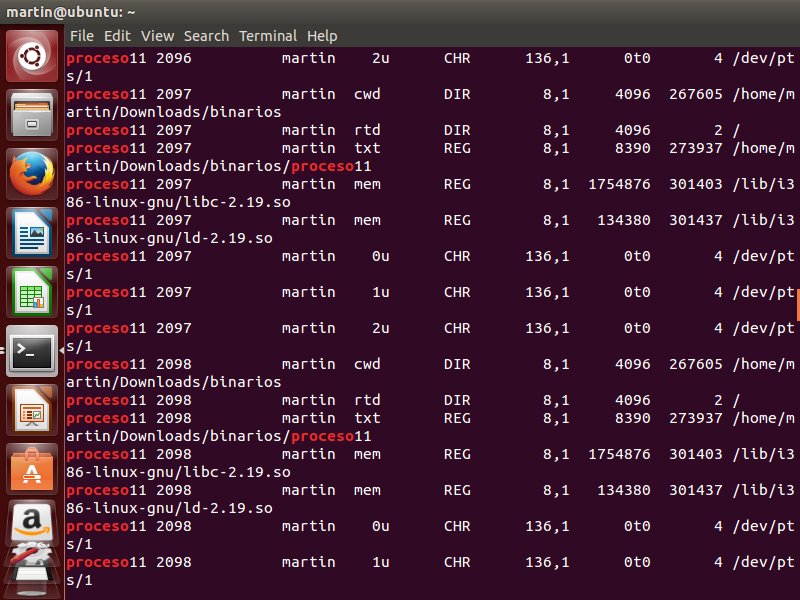 martin@ubuntu: ~
File Edit View Search Terminal Help
proceso11 2096 martin 2u CHR 136,1 0t0 4 /dev/pt
s/1
proceso11 2097 martin cwd DIR 8,1 4096 267605 /home/m
artin/Downloads/binarios
proceso11 2097 martin rtd DIR 8,1 4096 2 /
proceso11 2097 martin txt REG 8,1 8390 273937 /home/m
artin/Downloads/binarios/proceso11
proceso11 2097 martin mem REG 8,1 1754876 301403 /lib/i3
86-linux-gnu/libc-2.19.so
proceso11 2097 martin mem REG 8,1 134380 301437 /lib/i3
86-linux-gnu/ld-2.19.so
proceso11 2097 martin 0u CHR 136,1 0t0 4 /dev/pt
s/1
proceso11 2097 martin 1u CHR 136,1 0t0 4 /dev/pt
s/1
proceso11 2097 martin 2u CHR 136,1 0t0 4 /dev/pt
s/1
proceso11 2098 martin cwd DIR 8,1 4096 267605 /home/m
artin/Downloads/binarios
proceso11 2098 martin rtd DIR 8,1 4096 2 /
proceso11 2098 martin txt REG 8,1 8390 273937 /home/m
artin/Downloads/binarios/proceso11
proceso11 2098 martin mem REG 8,1 1754876 301403 /lib/i3
86-linux-gnu/libc-2.19.so
proceso11 2098 martin mem REG 8,1 134380 301437 /lib/i3
86-linux-gnu/ld-2.19.so
proceso11 2098 martin 0u CHR 136,1 0t0 4 /dev/pt
s/1
proceso11 2098 martin 1u CHR 136,1 0t0 4 /dev/pt
s/1